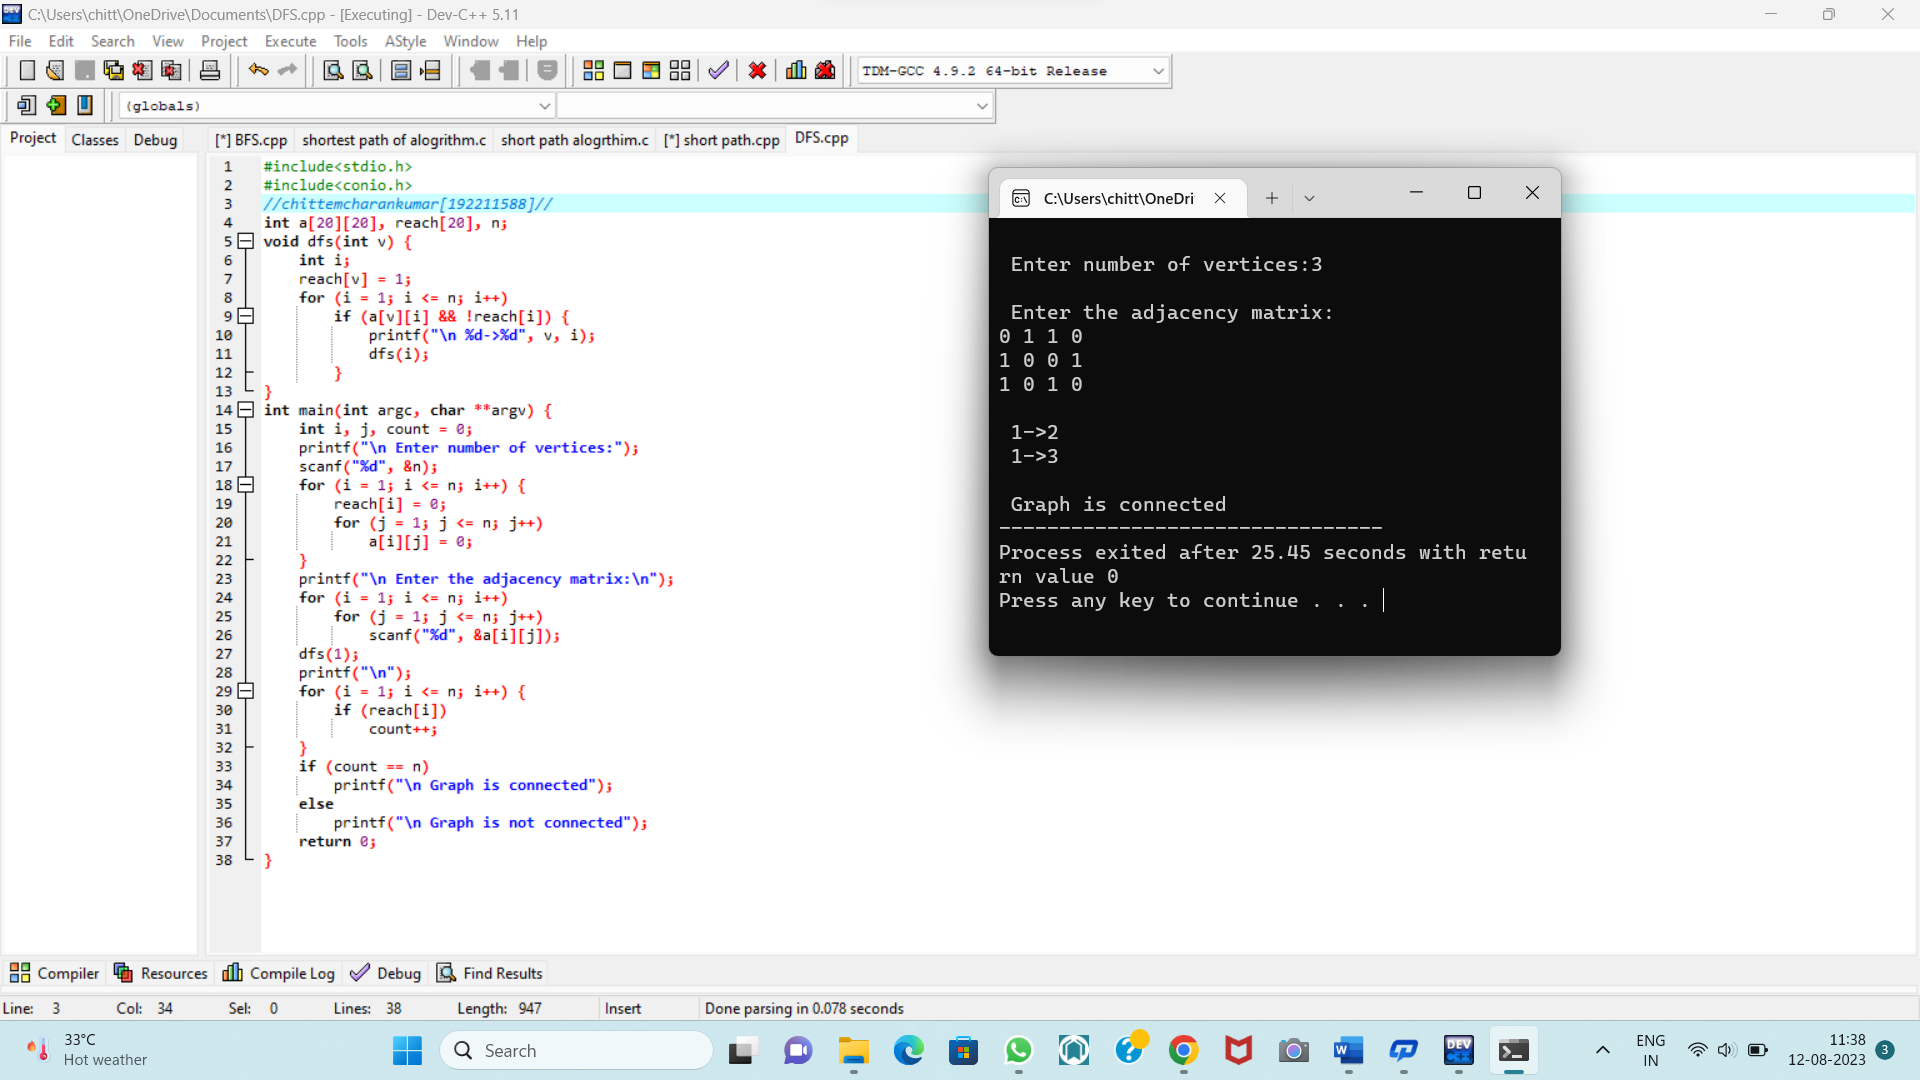 C:\Users\chitt\OneDrive\Documents\DFS.cpp - [Executing] - Dev-C++ 5.11
File Edit Search View Project Execute Tools AStyle Window Help
TDM-GCC 4.9.2 64-bit Release
(globals)
Project Classes Debug
[*] BFS.cpp shortest path of alogrithm.c short path alogrthim.c [*] short path.cpp DFS.cpp
1 #include<stdio.h>
2 #include<conio.h>
3 //chittemcharankumar[192211588]//
4 int a[20][20], reach[20], n;
5 void dfs(int v) {
6 int i;
7 reach[v] = 1;
8 for (i = 1; i <= n; i++)
9 if (a[v][i] && !reach[i]) {
10 printf("\n %d->%d", v, i);
11 dfs(i);
12 }
13 }
14 int main(int argc, char **argv) {
15 int i, j, count = 0;
16 printf("\n Enter number of vertices:");
17 scanf("%d", &n);
18 for (i = 1; i <= n; i++) {
19 reach[i] = 0;
20 for (j = 1; j <= n; j++)
21 a[i][j] = 0;
22 }
23 printf("\n Enter the adjacency matrix:\n");
24 for (i = 1; i <= n; i++)
25 for (j = 1; j <= n; j++)
26 scanf("%d", &a[i][j]);
27 dfs(1);
28 printf("\n");
29 for (i = 1; i <= n; i++) {
30 if (reach[i])
31 count++;
32 }
33 if (count == n)
34 printf("\n Graph is connected");
35 else
36 printf("\n Graph is not connected");
37 return 0;
38 }
C:\Users\chitt\OneDri
Enter number of vertices:3
Enter the adjacency matrix:
0 1 1 0
1 0 0 1
1 0 1 0
1->2
1->3
Graph is connected
--------------------------------
Process exited after 25.45 seconds with retu
rn value 0
Press any key to continue . . .
Compiler Resources Compile Log Debug Find Results
Line: 3 Col: 34 Sel: 0 Lines: 38 Length: 947 Insert Done parsing in 0.078 seconds
33°C
Hot weather
Search
DEV
C++
ENG
IN
11:38
12-08-2023
3